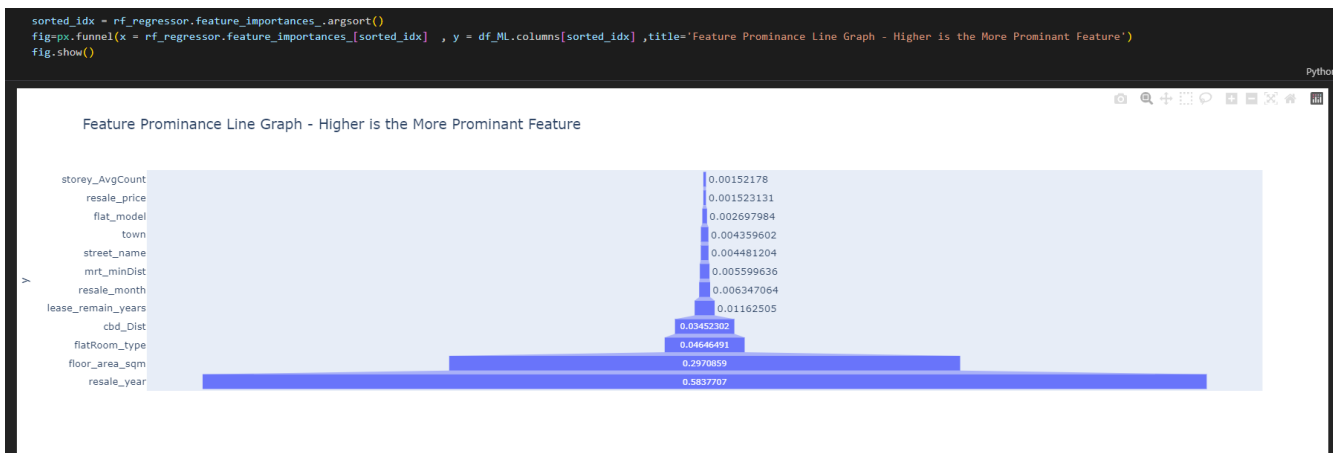 sorted_idx = rf_regressor.feature_importances_.argsort()
fig=px.funnel(x = rf_regressor.feature_importances_[sorted_idx]  , y = df_ML.columns[sorted_idx] ,title='Feature Prominance Line Graph - Higher is the More Prominant Feature')
fig.show()
Python
Feature Prominance Line Graph - Higher is the More Prominant Feature
storey_AvgCount 0.00152178
resale_price 0.001523131
flat_model 0.002697984
town 0.004359602
street_name 0.004481204
mrt_minDist 0.005599636
y
resale_month 0.006347064
lease_remain_years 0.01162505
cbd_Dist 0.03452302
flatRoom_type 0.04646491
floor_area_sqm 0.2970859
resale_year 0.5837707